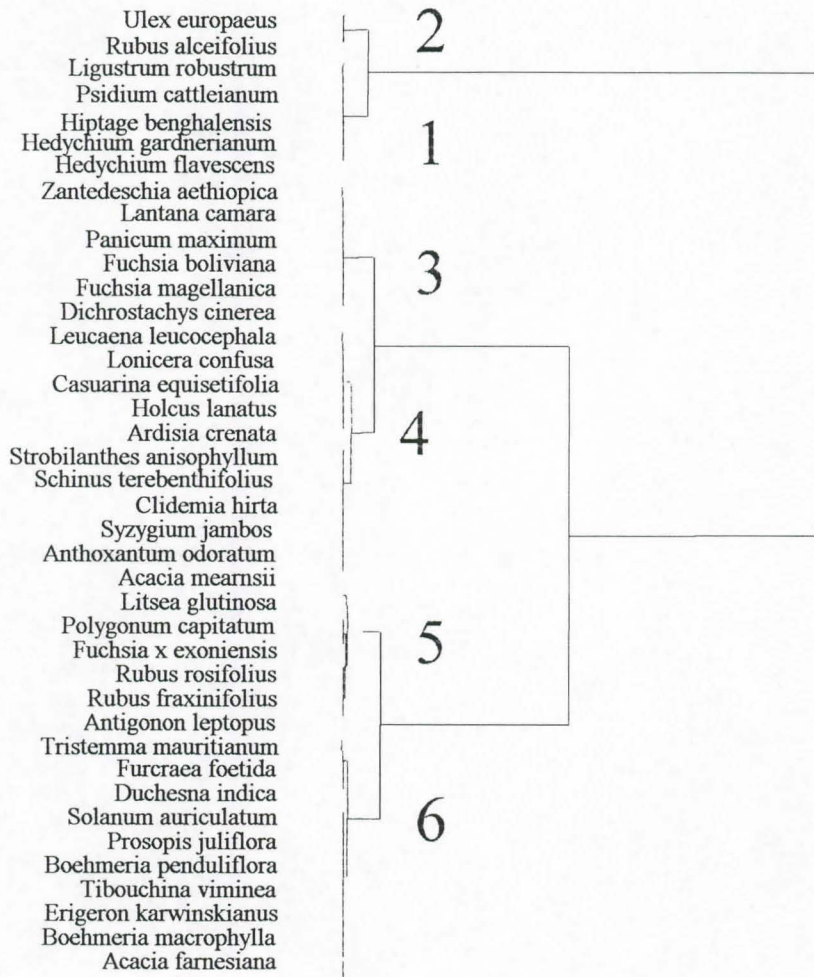 Ulex europaeus
2
Rubus alceifolius
Ligustrum robustrum
Psidium cattleianum
Hiptage benghalensis
1
Hedychium gardnerianum
Hedychium flavescens
Zantedeschia aethiopica
Lantana camara
Panicum maximum
Fuchsia boliviana
3
Fuchsia magellanica
Dichrostachys cinerea
Leucaena leucocephala
Lonicera confusa
Casuarina equisetifolia
Holcus lanatus
Ardisia crenata
4
Strobilanthes anisophyllum
Schinus terebenthifolius
Clidemia hirta
Syzygium jambos
Anthoxantum odoratum
Acacia mearnsii
Litsea glutinosa
Polygonum capitatum
5
Fuchsia x exoniensis
Rubus rosifolius
Rubus fraxinifolius
Antigonon leptopus
Tristemma mauritianum
Furcraea foetida
Duchesna indica
Solanum auriculatum
6
Prosopis juliflora
Boehmeria penduliflora
Tibouchina viminea
Erigeron karwinskianus
Boehmeria macrophylla
Acacia farnesiana